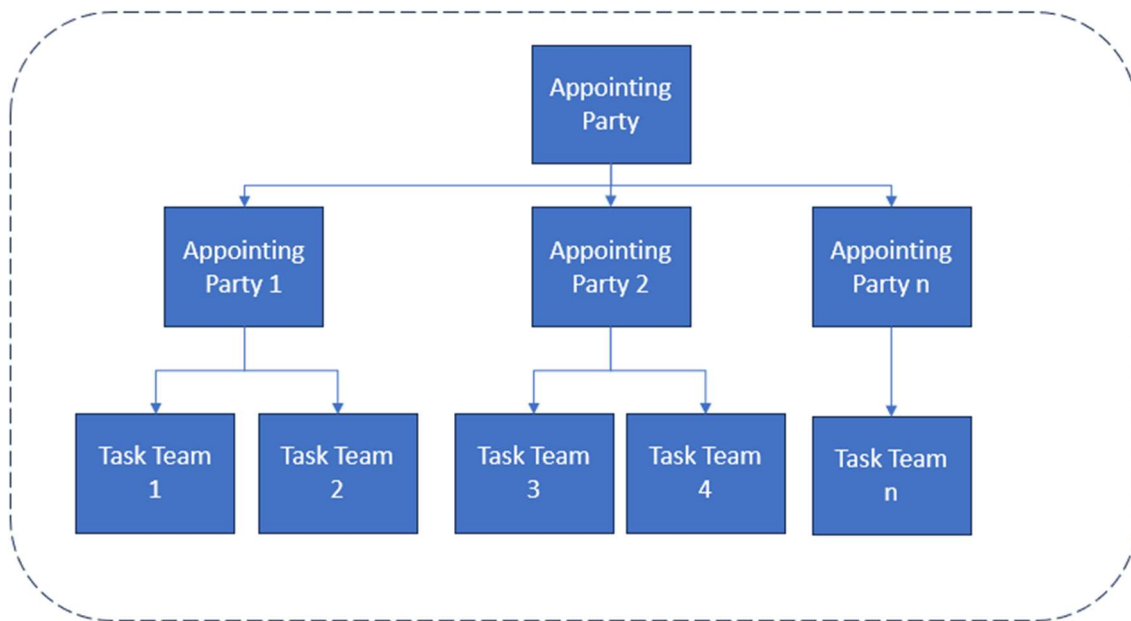 Appointing
Party
Appointing
Party 1
Appointing
Party 2
Appointing
Party n
Task Team
1
Task Team
2
Task Team
3
Task Team
4
Task Team
n